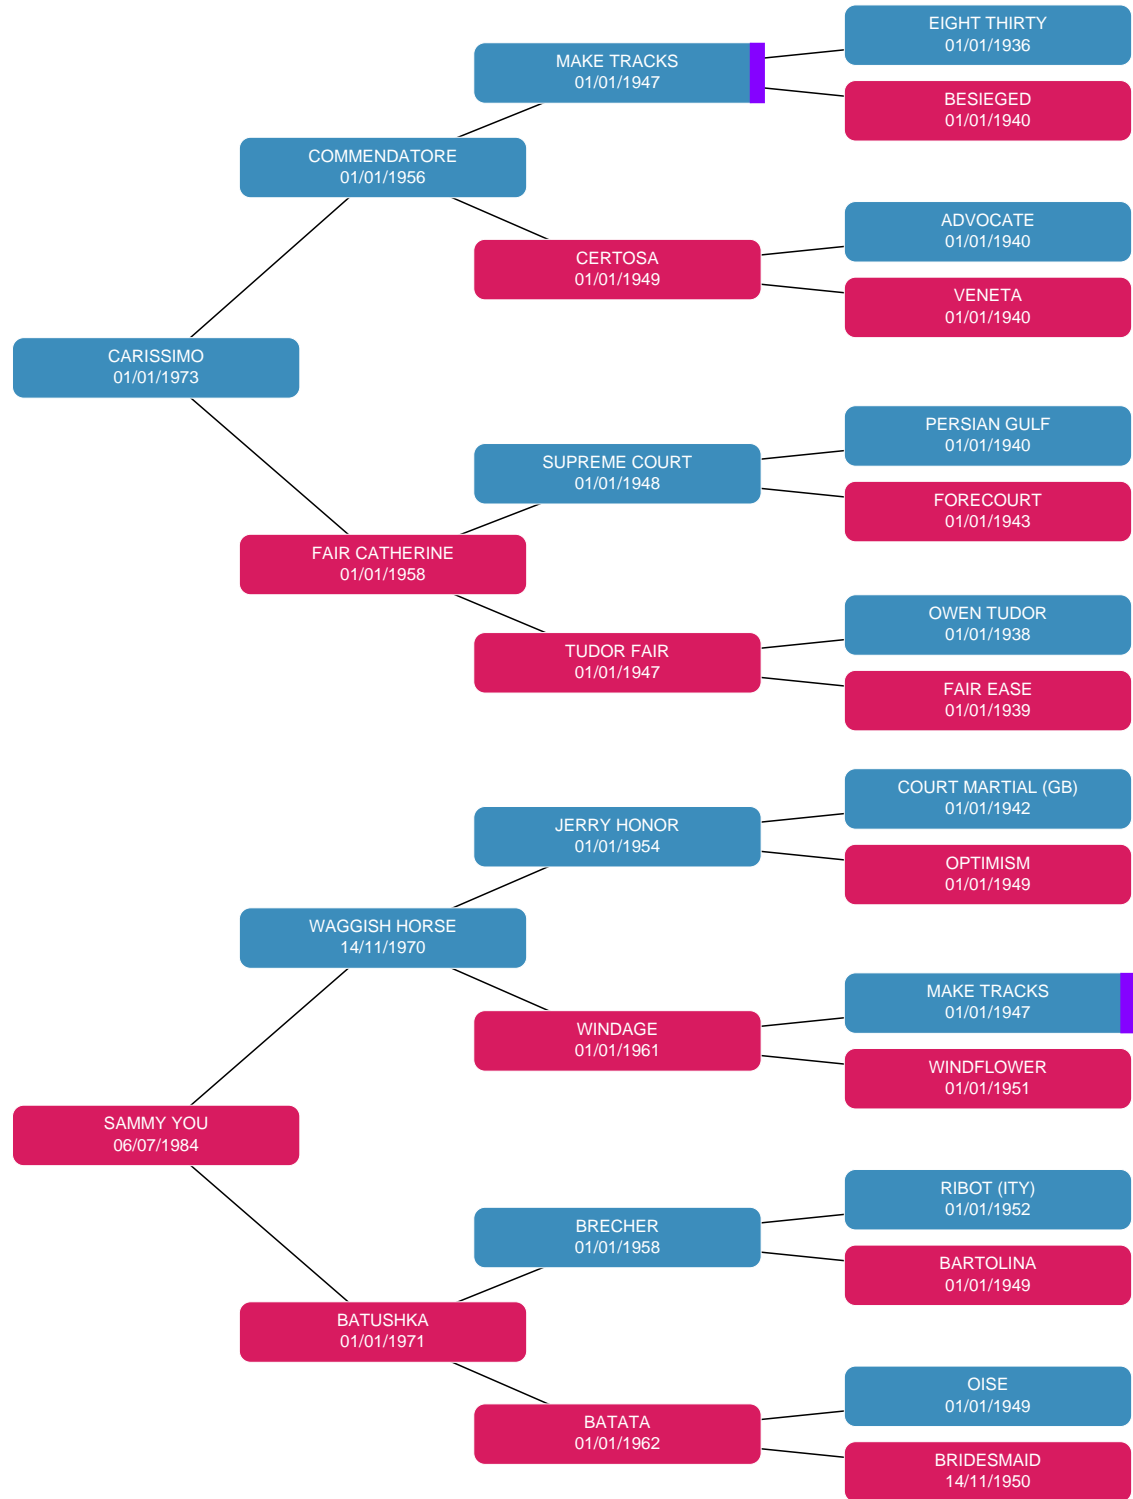 EIGHT THIRTY
01/01/1936
MAKE TRACKS
01/01/1947
BESIEGED
01/01/1940
COMMENDATORE
01/01/1956
ADVOCATE
01/01/1940
CERTOSA
01/01/1949
VENETA
01/01/1940
CARISSIMO
01/01/1973
PERSIAN GULF
01/01/1940
SUPREME COURT
01/01/1948
FORECOURT
01/01/1943
FAIR CATHERINE
01/01/1958
OWEN TUDOR
01/01/1938
TUDOR FAIR
01/01/1947
FAIR EASE
01/01/1939
COURT MARTIAL (GB)
01/01/1942
JERRY HONOR
01/01/1954
OPTIMISM
01/01/1949
WAGGISH HORSE
14/11/1970
MAKE TRACKS
01/01/1947
WINDAGE
01/01/1961
WINDFLOWER
01/01/1951
SAMMY YOU
06/07/1984
RIBOT (ITY)
01/01/1952
BRECHER
01/01/1958
BARTOLINA
01/01/1949
BATUSHKA
01/01/1971
OISE
01/01/1949
BATATA
01/01/1962
BRIDESMAID
14/11/1950